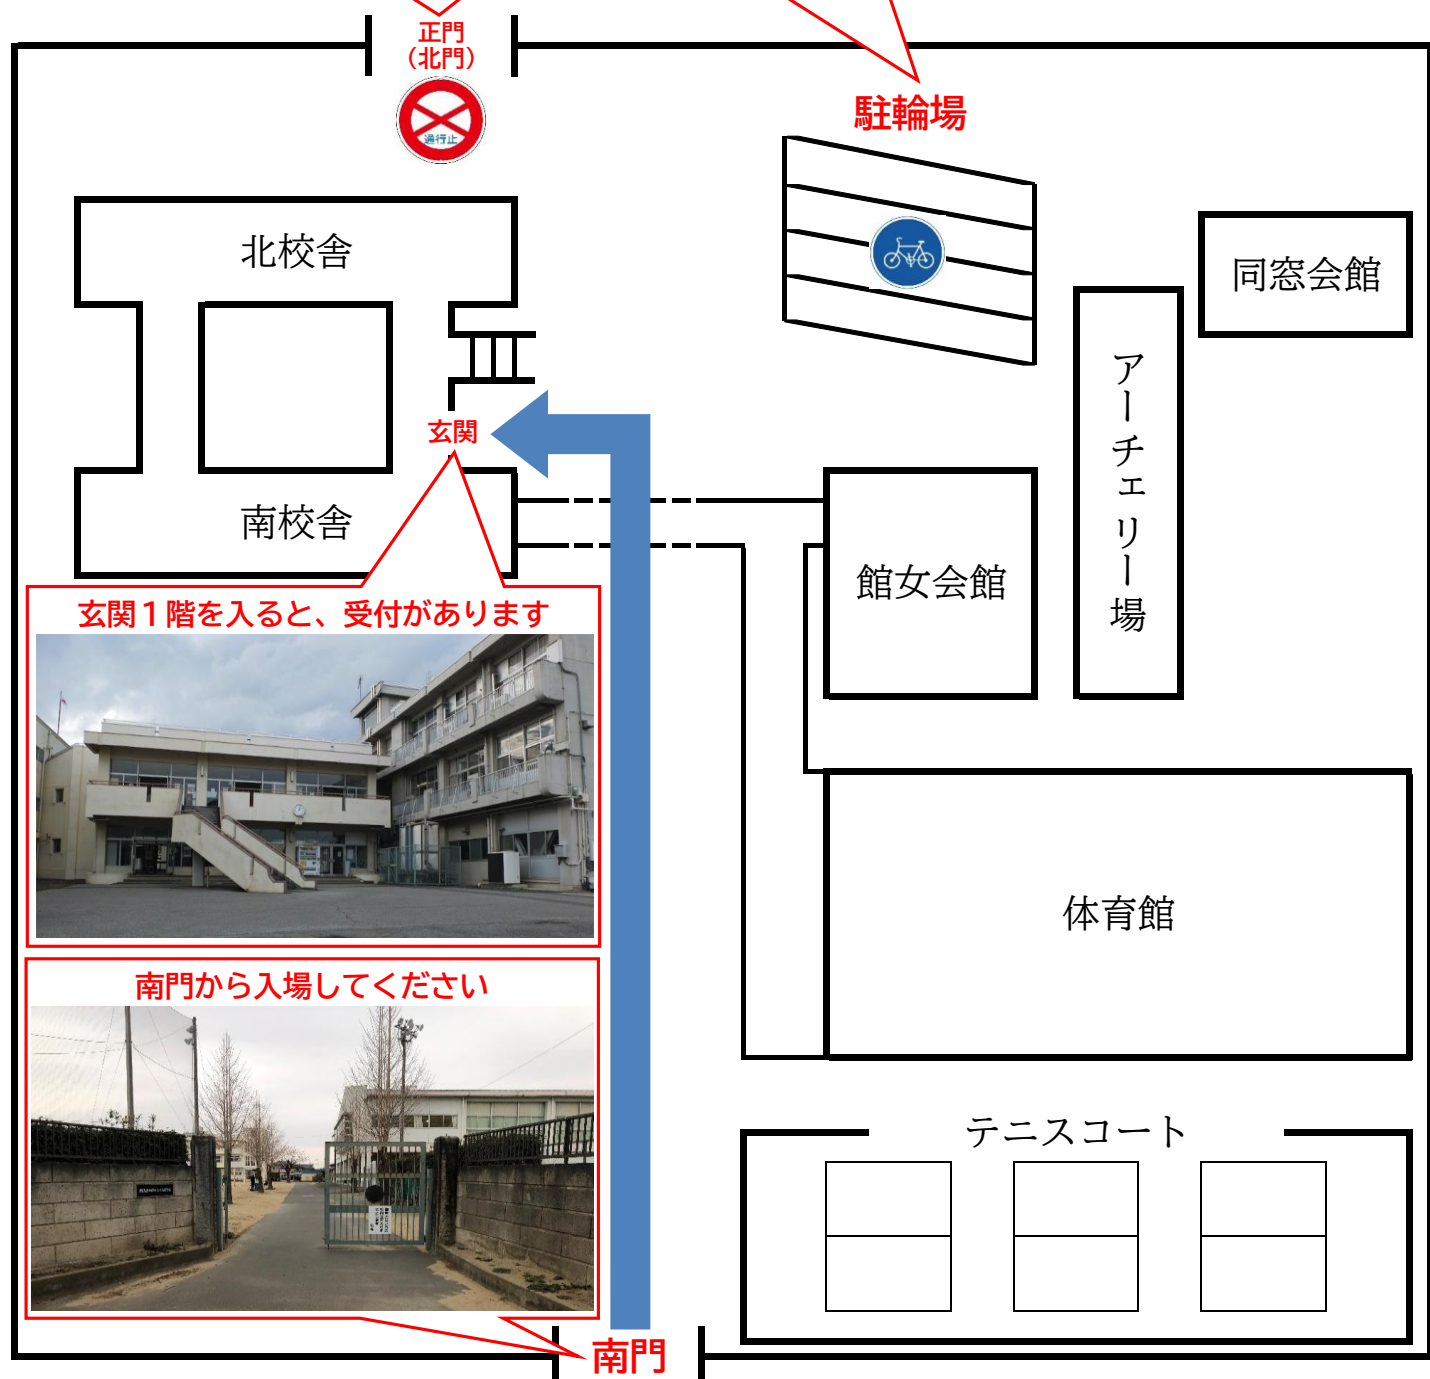 正門
（北門）
通行止
駐輪場
北校舎
同窓会館
アーチェリー場
玄関
南校舎
館女会館
玄関１階を入ると、受付があります
体育館
南門から入場してください
テニスコート
南門